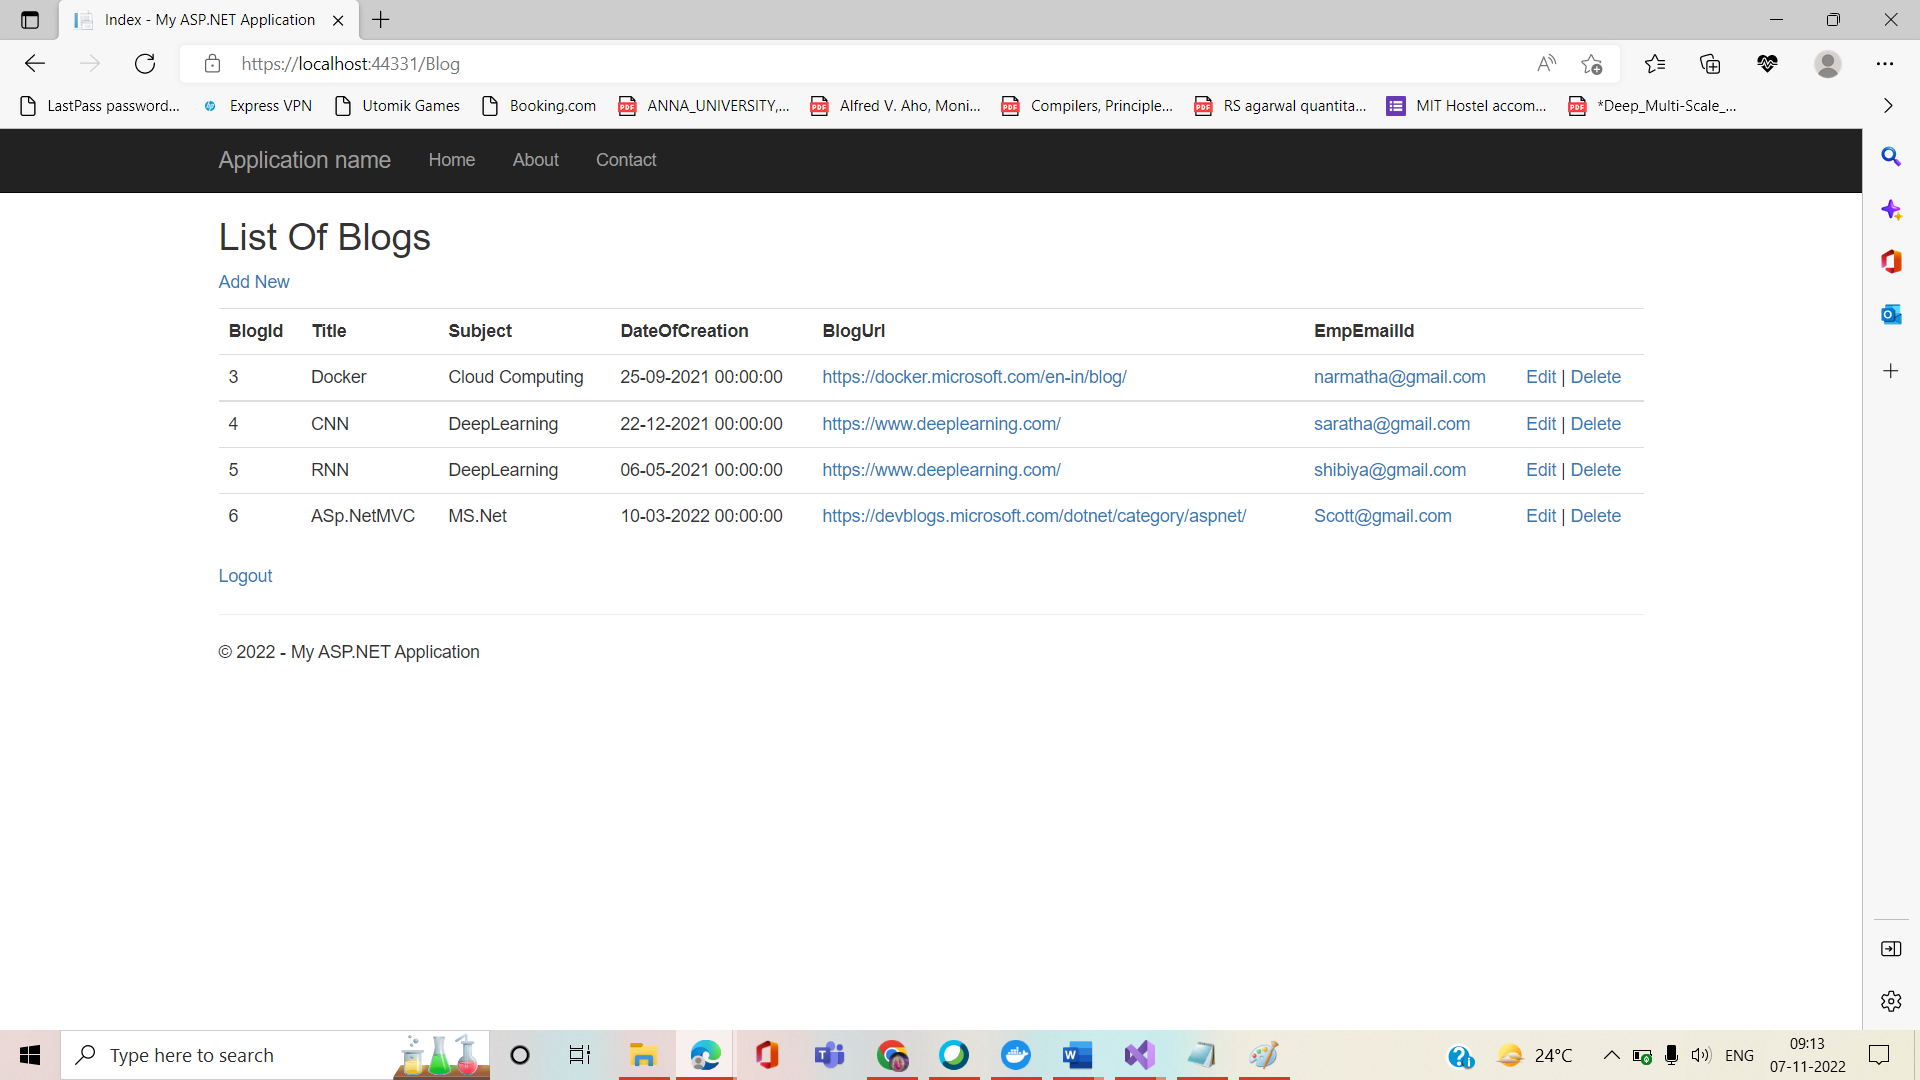 Index - My ASP.NET Application
https://localhost:44331/Blog
LastPass password... Express VPN Utomik Games Booking.com ANNA_UNIVERSITY,... Alfred V. Aho, Moni... Compilers, Principle... RS agarwal quantita... MIT Hostel accom... *Deep_Multi-Scale_...
Application name Home About Contact
List Of Blogs
Add New
BlogId Title Subject DateOfCreation BlogUrl EmpEmailId
3 Docker Cloud Computing 25-09-2021 00:00:00 https://docker.microsoft.com/en-in/blog/ narmatha@gmail.com Edit | Delete
4 CNN DeepLearning 22-12-2021 00:00:00 https://www.deeplearning.com/ saratha@gmail.com Edit | Delete
5 RNN DeepLearning 06-05-2021 00:00:00 https://www.deeplearning.com/ shibiya@gmail.com Edit | Delete
6 ASp.NetMVC MS.Net 10-03-2022 00:00:00 https://devblogs.microsoft.com/dotnet/category/aspnet/ Scott@gmail.com Edit | Delete
Logout
© 2022 - My ASP.NET Application
Type here to search
24°C
ENG
09:13
07-11-2022